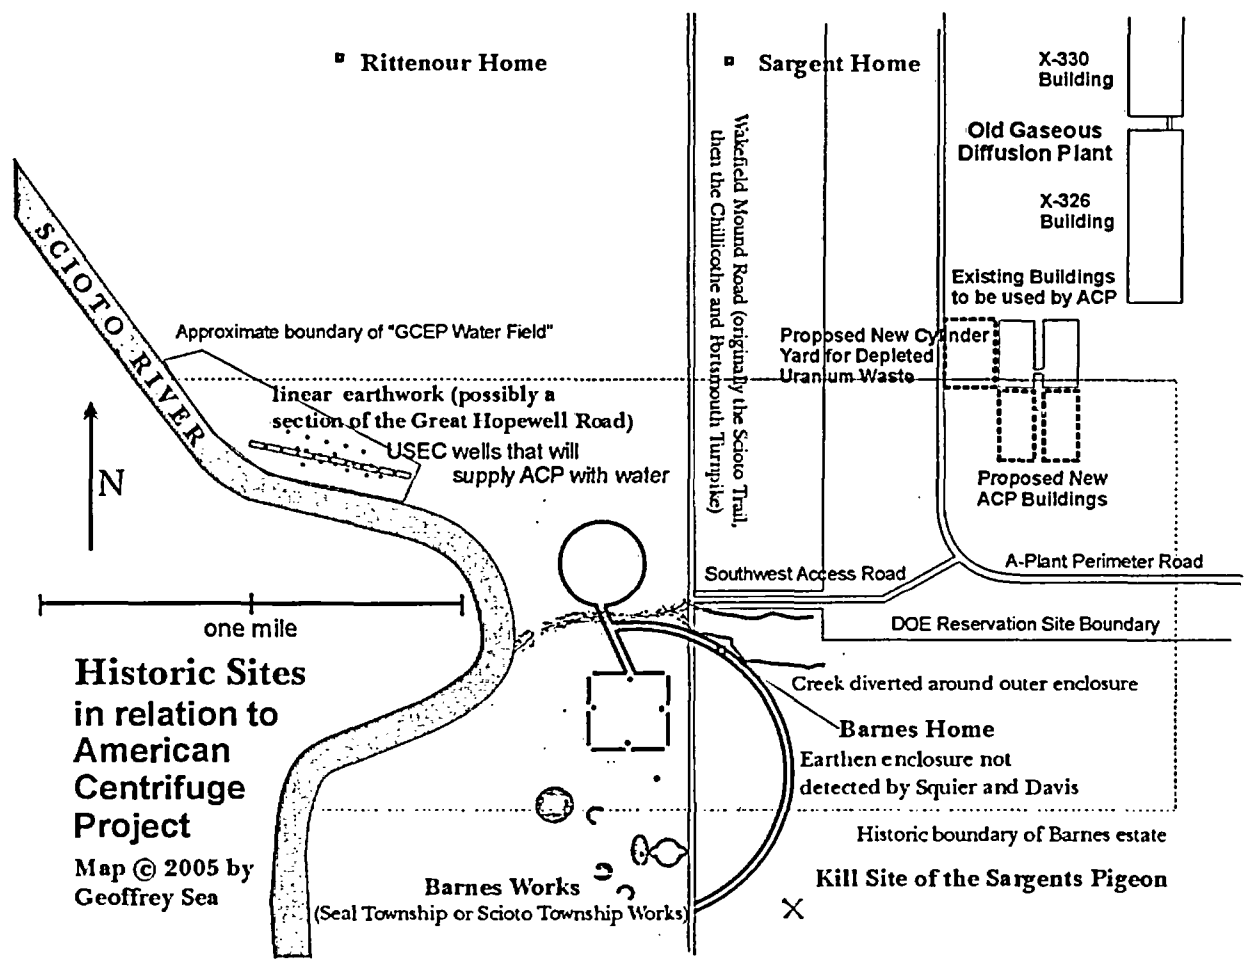 Rittenour Home
Sargent Home
X-330
Building
Old Gaseous
Diffusion Plant
X-326
Building
Existing Buildings
to be used by ACP
Proposed New Cylinder
Yard for Depleted
Uranium Waste
Proposed New
ACP Buildings
Wakefield Mound Road (originally the Scioto Trail,
then the Chillicothe and Portsmouth Turnpike)
SCIOTO RIVER
Approximate boundary of "GCEP Water Field"
linear earthwork (possibly a
section of the Great Hopewell Road)
USEC wells that will
supply ACP with water
N
Southwest Access Road
A-Plant Perimeter Road
DOE Reservation Site Boundary
one mile
Historic Sites
in relation to
American
Centrifuge
Project
Map © 2005 by
Geoffrey Sea
Creek diverted around outer enclosure
Barnes Home
Earthen enclosure not
detected by Squier and Davis
Historic boundary of Barnes estate
Kill Site of the Sargents Pigeon
X
Barnes Works
(Seal Township or Scioto Township Works)